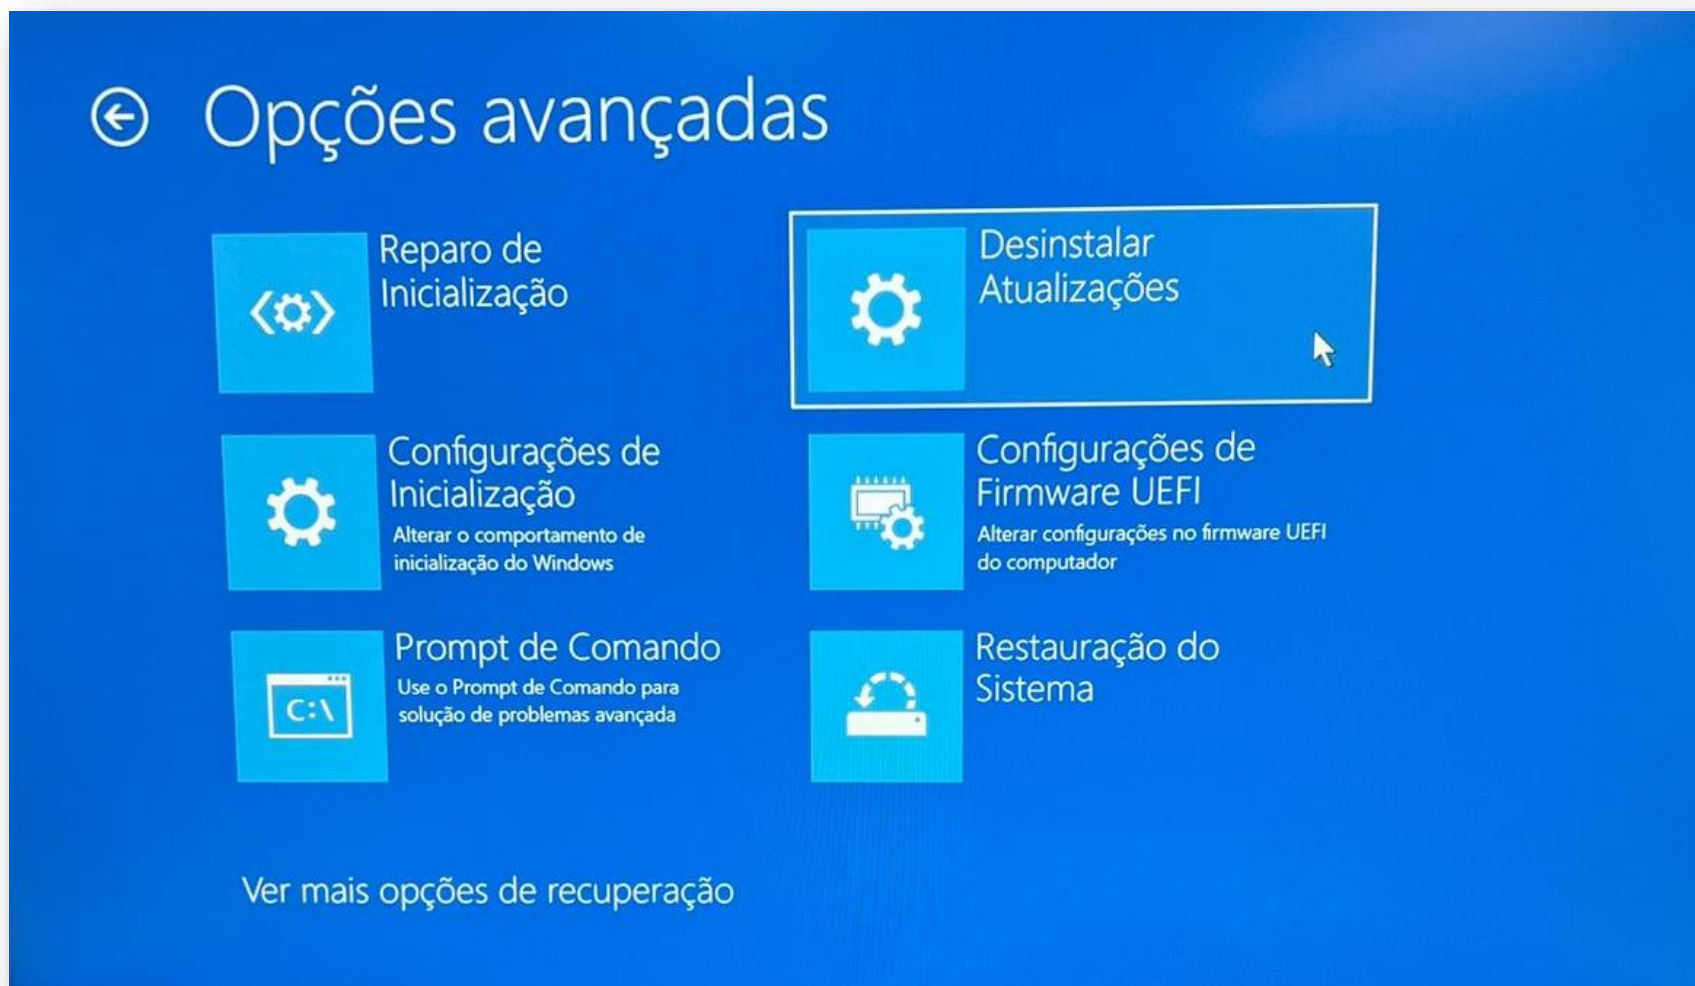 Opções avançadas
Reparo de
Inicialização
Desinstalar
Atualizações
Configurações de
Inicialização
Alterar o comportamento de
inicialização do Windows
Configurações de
Firmware UEFI
Alterar configurações no firmware UEFI
do computador
Prompt de Comando
Use o Prompt de Comando para
solução de problemas avançada
C:\
Restauração do
Sistema
Ver mais opções de recuperação